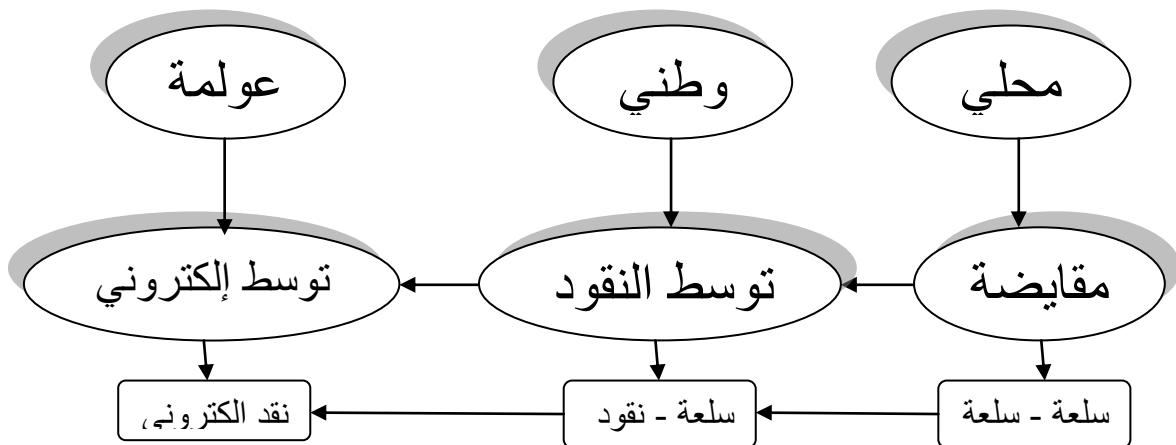 محلي
وطني
عولمة
مقايضة
توسط النقود
توسط إلكتروني
سلعة - سلعة
سلعة - نقود
نقد الكتروني